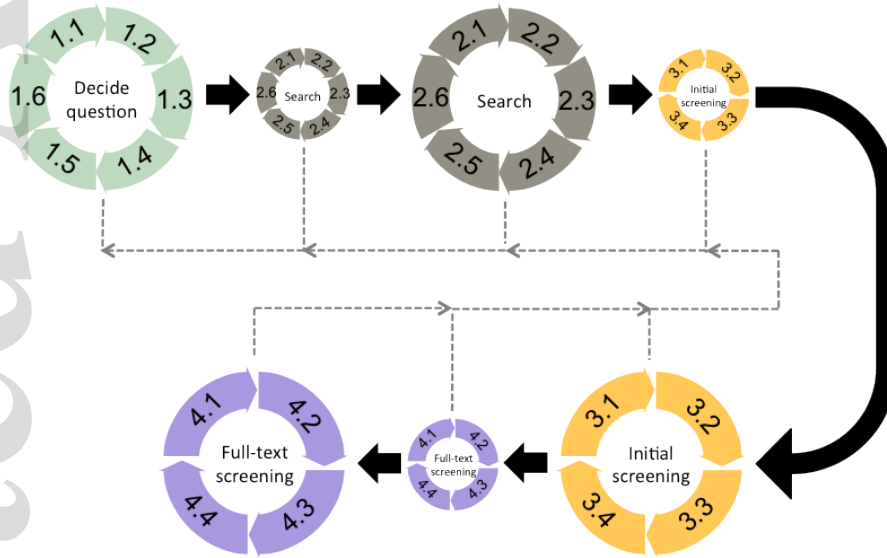 1.1
1.2
1.3
1.4
1.5
1.6
Decide
question
2.1
2.2
2.3
2.4
2.5
2.6
Search
2.1
2.2
2.3
2.4
2.5
2.6
Search
3.1
3.2
3.3
3.4
Initial
screening
4.1
4.2
4.3
4.4
Full-text
screening
4.1
4.2
4.3
4.4
Full-text
screening
3.1
3.2
3.3
3.4
Initial
screening